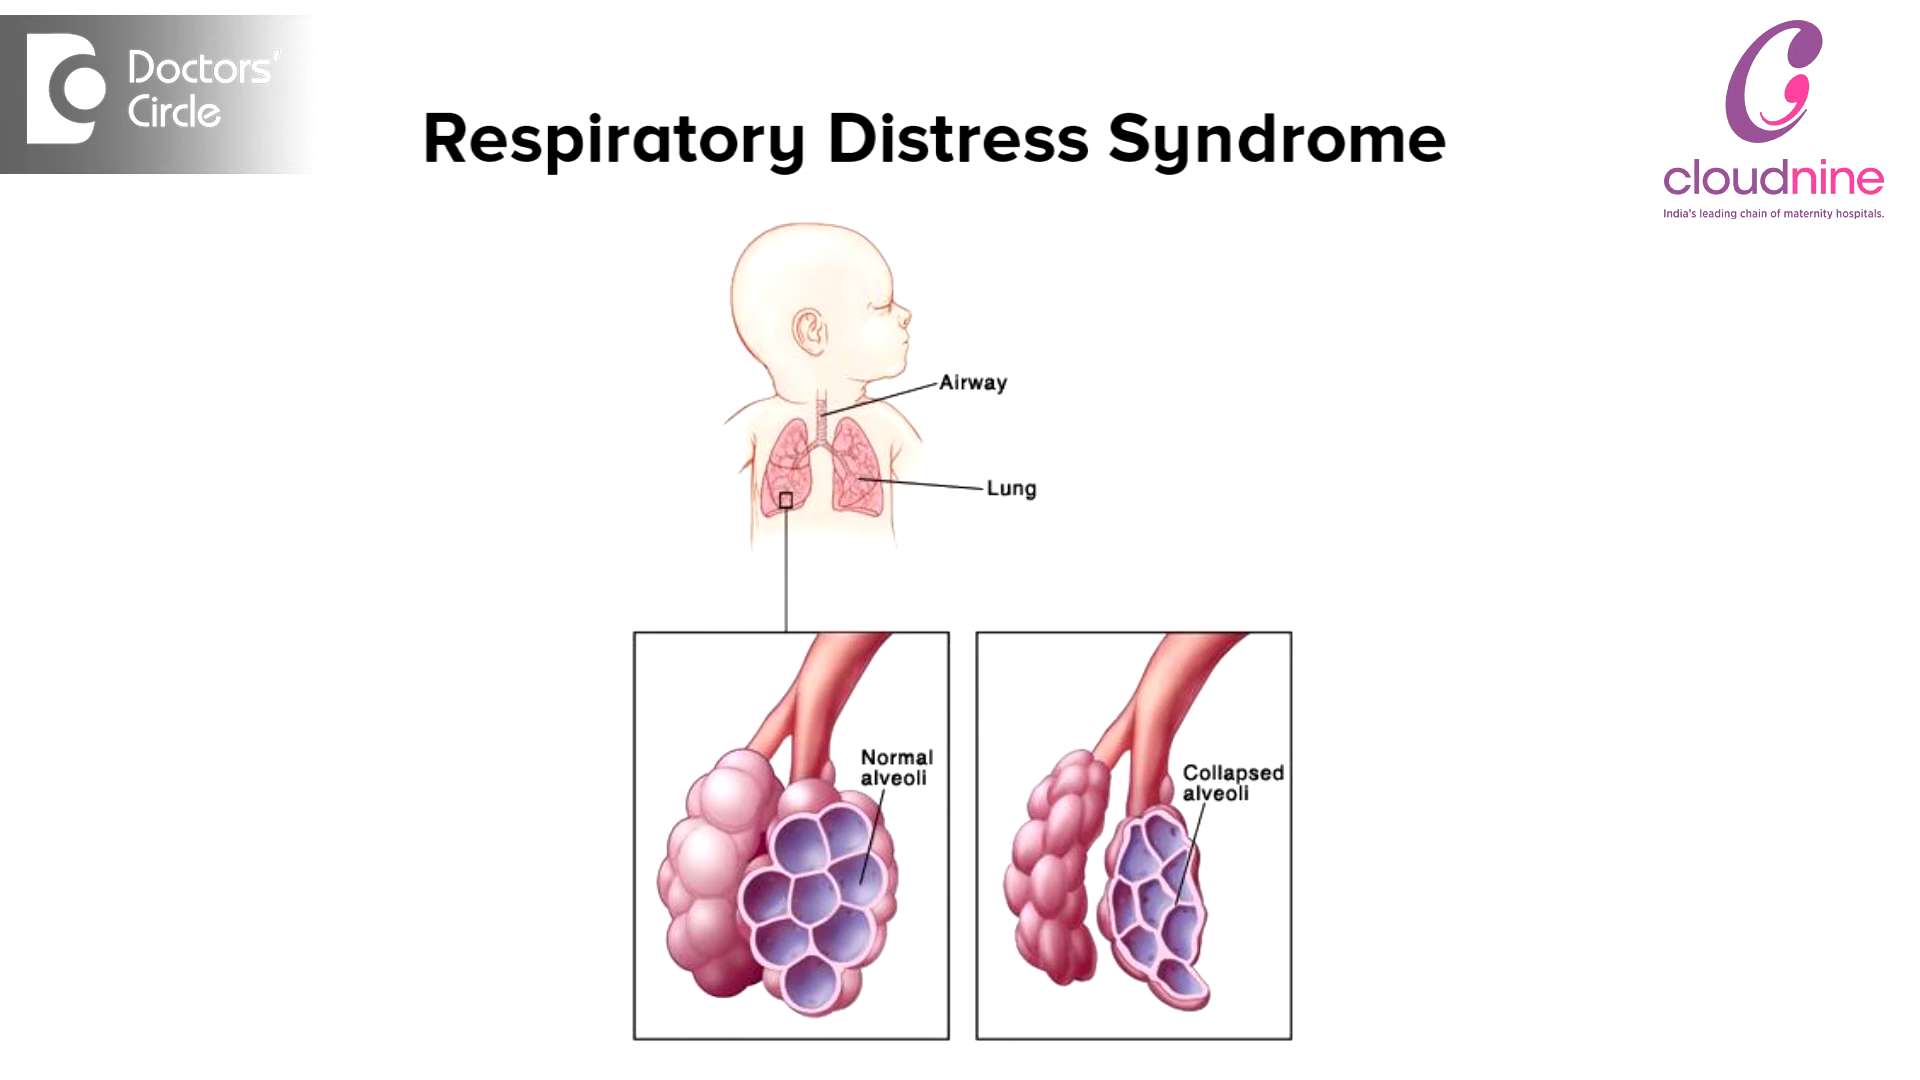 Doctors'
Circle
Respiratory Distress Syndrome
cloudnine
India's leading chain of maternity hospitals.
Airway
Lung
Normal
alveoli
Collapsed
alveoli